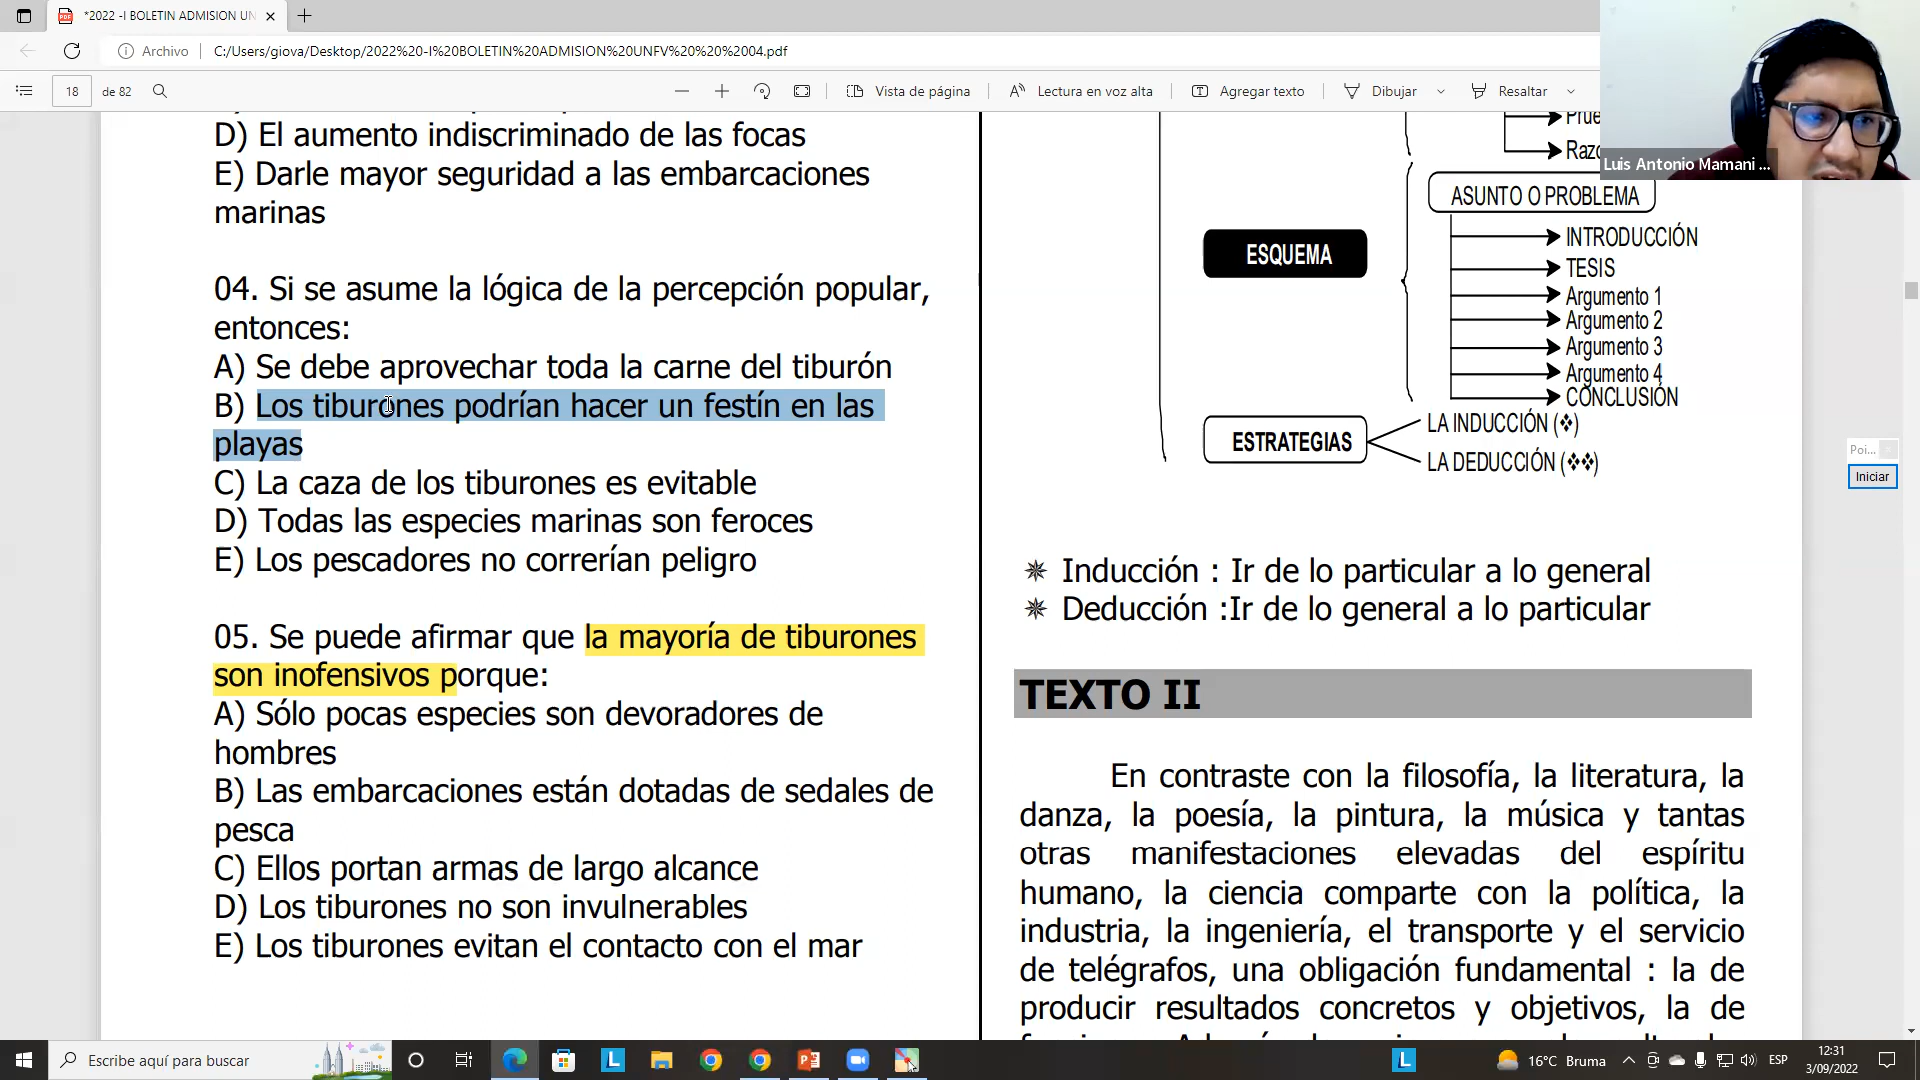 *2022 -I BOLETIN ADMISION UN
Archivo
C:/Users/giova/Desktop/2022%20-I%20BOLETIN%20ADMISION%20UNFV%20%20%2004.pdf
18 de 82
Vista de página
Lectura en voz alta
Agregar texto
Dibujar
Resaltar
Luis Antonio Mamani ...
D) El aumento indiscriminado de las focas
E) Darle mayor seguridad a las embarcaciones
marinas
04. Si se asume la lógica de la percepción popular,
entonces:
A) Se debe aprovechar toda la carne del tiburón
B) Los tiburones podrían hacer un festín en las
playas
C) La caza de los tiburones es evitable
D) Todas las especies marinas son feroces
E) Los pescadores no correrían peligro
05. Se puede afirmar que la mayoría de tiburones
son inofensivos porque:
A) Sólo pocas especies son devoradores de
hombres
B) Las embarcaciones están dotadas de sedales de
pesca
C) Ellos portan armas de largo alcance
D) Los tiburones no son invulnerables
E) Los tiburones evitan el contacto con el mar
ASUNTO O PROBLEMA
ESQUEMA
INTRODUCCIÓN
TESIS
Argumento 1
Argumento 2
Argumento 3
Argumento 4
CONCLUSIÓN
ESTRATEGIAS
LA INDUCCIÓN (❖)
LA DEDUCCIÓN (❖❖)
Inducción : Ir de lo particular a lo general
Deducción :Ir de lo general a lo particular
TEXTO II
En contraste con la filosofía, la literatura, la
danza, la poesía, la pintura, la música y tantas
otras manifestaciones elevadas del espíritu
humano, la ciencia comparte con la política, la
industria, la ingeniería, el transporte y el servicio
de telégrafos, una obligación fundamental : la de
producir resultados concretos y objetivos, la de
Poi...
Iniciar
Escribe aquí para buscar
16°C Bruma
ESP
12:31
3/09/2022